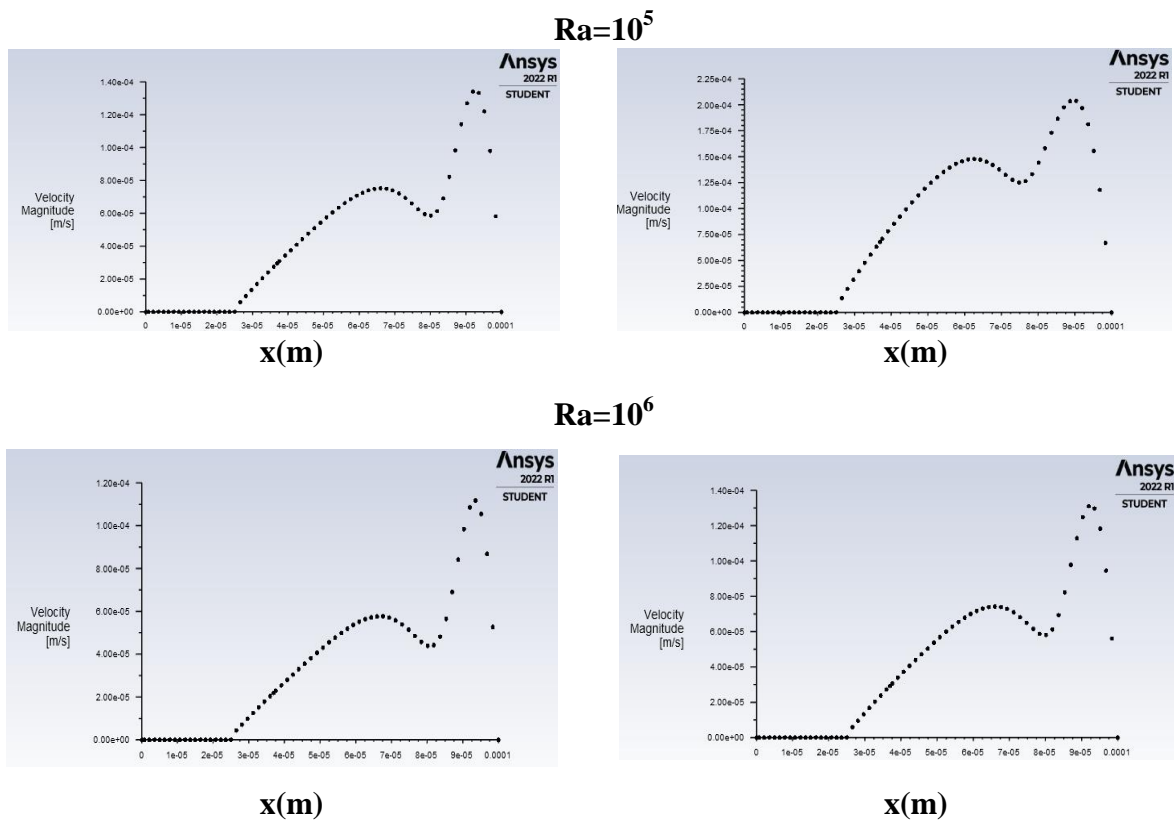 Ra=10⁵
Ansys
2022 R1
STUDENT
1.40e-04
1.20e-04
1.00e-04
8.00e-05
6.00e-05
4.00e-05
2.00e-05
0.00e+00
Velocity
Magnitude
[m/s]
0 1e-05 2e-05 3e-05 4e-05 5e-05 6e-05 7e-05 8e-05 9e-05 0.0001
x(m)
Ansys
2022 R1
STUDENT
2.25e-04
2.00e-04
1.75e-04
1.50e-04
1.25e-04
1.00e-04
7.50e-05
5.00e-05
2.50e-05
0.00e+00
Velocity
Magnitude
[m/s]
0 1e-05 2e-05 3e-05 4e-05 5e-05 6e-05 7e-05 8e-05 9e-05 0.0001
x(m)
Ra=10⁶
Ansys
2022 R1
STUDENT
1.20e-04
1.00e-04
8.00e-05
6.00e-05
4.00e-05
2.00e-05
0.00e+00
Velocity
Magnitude
[m/s]
0 1e-05 2e-05 3e-05 4e-05 5e-05 6e-05 7e-05 8e-05 9e-05 0.0001
x(m)
Ansys
2022 R1
STUDENT
1.40e-04
1.20e-04
1.00e-04
8.00e-05
6.00e-05
4.00e-05
2.00e-05
0.00e+00
Velocity
Magnitude
[m/s]
0 1e-05 2e-05 3e-05 4e-05 5e-05 6e-05 7e-05 8e-05 9e-05 0.0001
x(m)